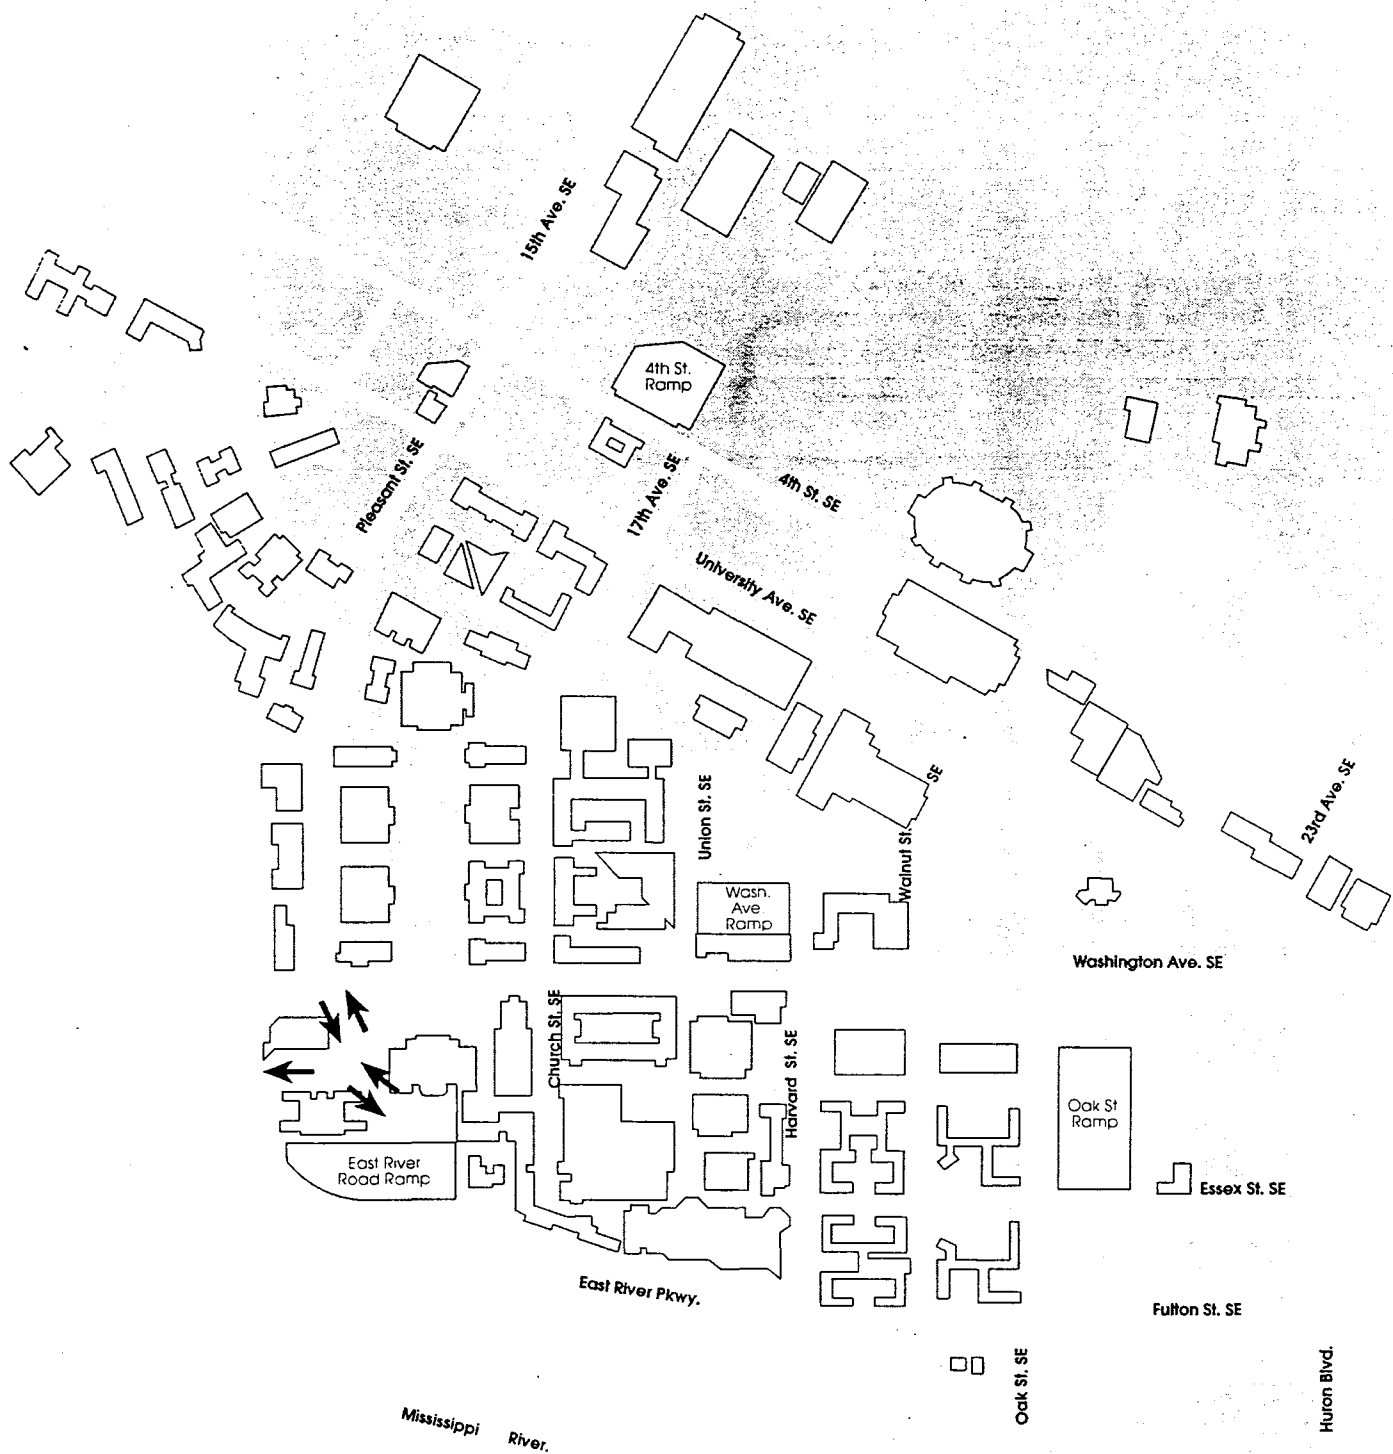 15th Ave. SE
4th St.
Ramp
Pleasant St. SE
17th Ave. SE
4th St. SE
University Ave. SE
Union St. SE
SE
Walnut St.
23rd Ave. SE
Wash.
Ave
Ramp
Washington Ave. SE
Church St. SE
Harvard St. SE
Oak St
Ramp
East River
Road Ramp
Essex St. SE
East River Pkwy.
Fulton St. SE
Oak St. SE
Huron Blvd.
Mississippi River.